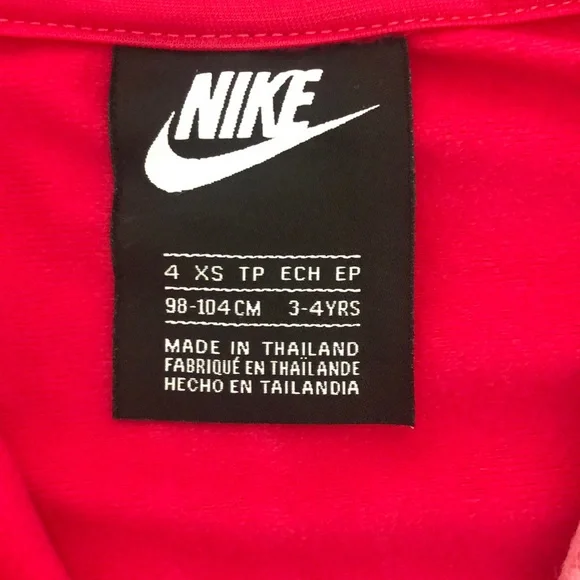 NIKE
4 XS TP ECH EP
98-104CM 3-4YRS
MADE IN THAILAND
FABRIQUÉ EN THAÏLANDE
HECHO EN TAILANDIA